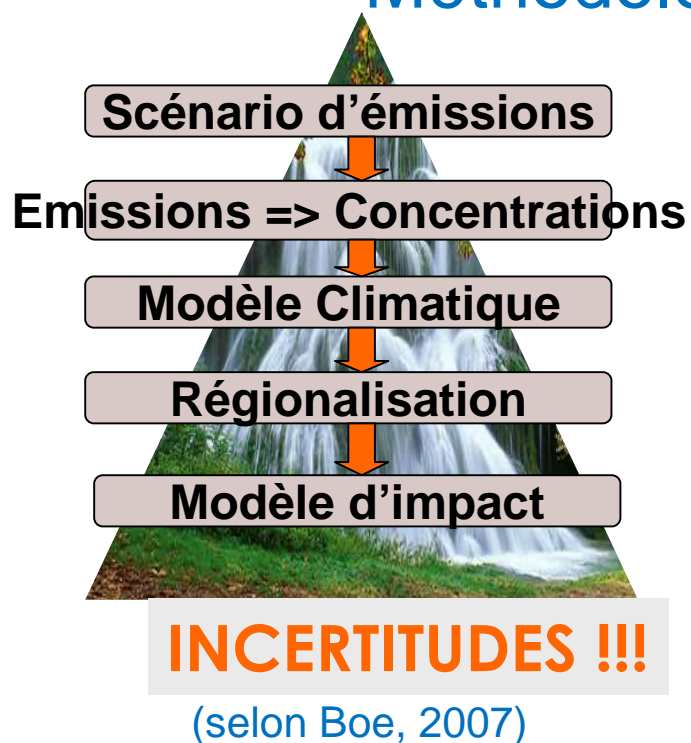 Scénario d'émissions
Emissions => Concentrations
Modèle Climatique
Régionalisation
Modèle d'impact
INCERTITUDES !!!
(selon Boe, 2007)